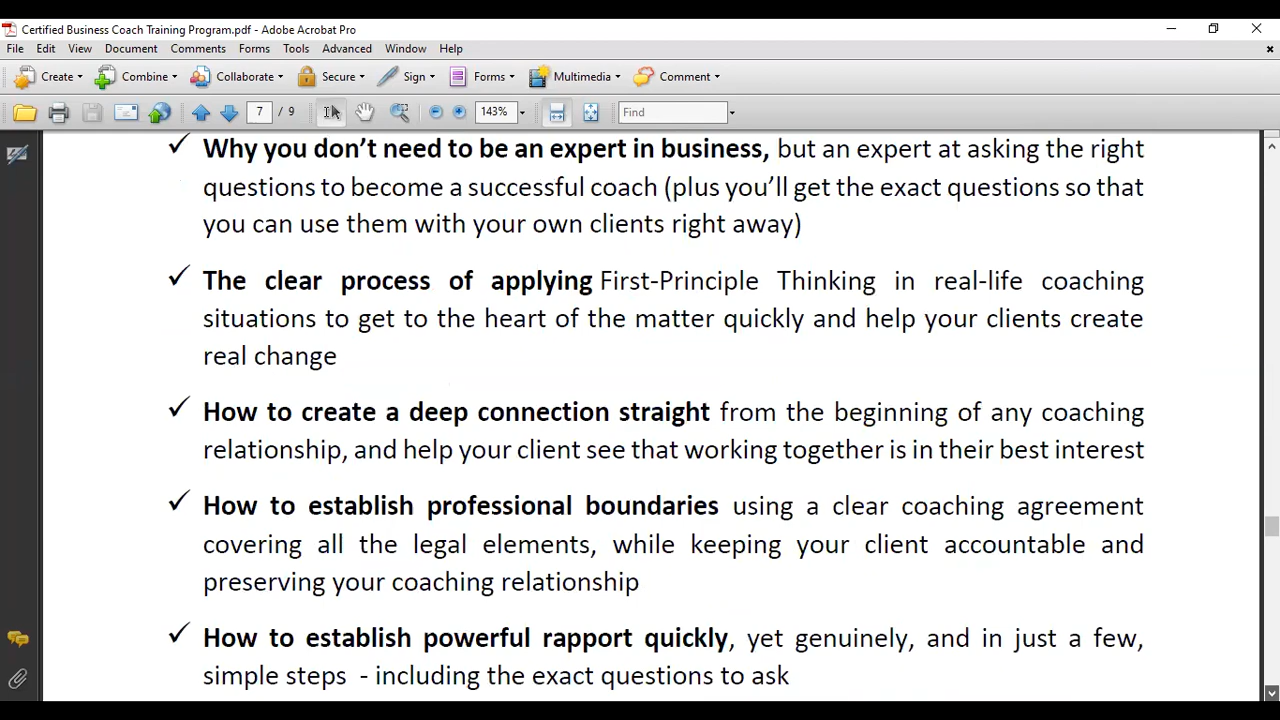 Certified Business Coach Training Program.pdf - Adobe Acrobat Pro
File Edit View Document Comments Forms Tools Advanced Window Help
Create Combine Collaborate Secure Sign Forms Multimedia Comment
7 / 9 143% Find
✓ Why you don’t need to be an expert in business, but an expert at asking the right
questions to become a successful coach (plus you’ll get the exact questions so that
you can use them with your own clients right away)
✓ The clear process of applying First-Principle Thinking in real-life coaching
situations to get to the heart of the matter quickly and help your clients create
real change
✓ How to create a deep connection straight from the beginning of any coaching
relationship, and help your client see that working together is in their best interest
✓ How to establish professional boundaries using a clear coaching agreement
covering all the legal elements, while keeping your client accountable and
preserving your coaching relationship
✓ How to establish powerful rapport quickly, yet genuinely, and in just a few,
simple steps - including the exact questions to ask